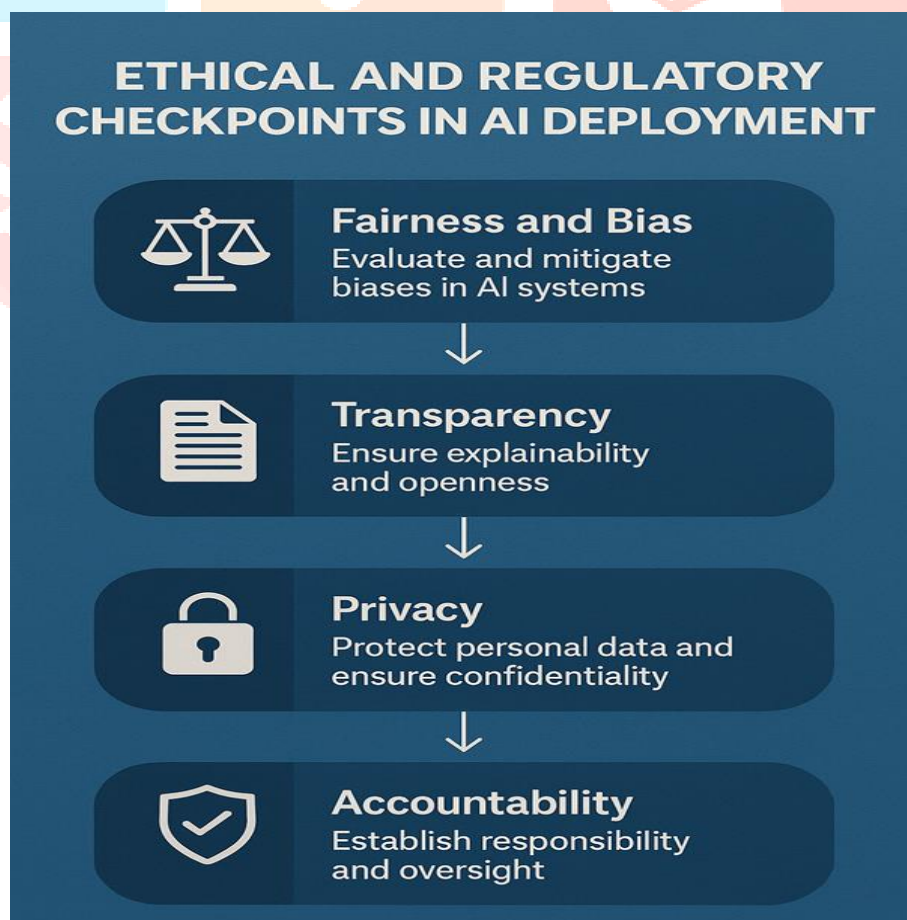 ETHICAL AND REGULATORY
CHECKPOINTS IN AI DEPLOYMENT
Fairness and Bias
Evaluate and mitigate
biases in AI systems
Transparency
Ensure explainability
and openness
Privacy
Protect personal data and
ensure confidentiality
Accountability
Establish responsibility
and oversight